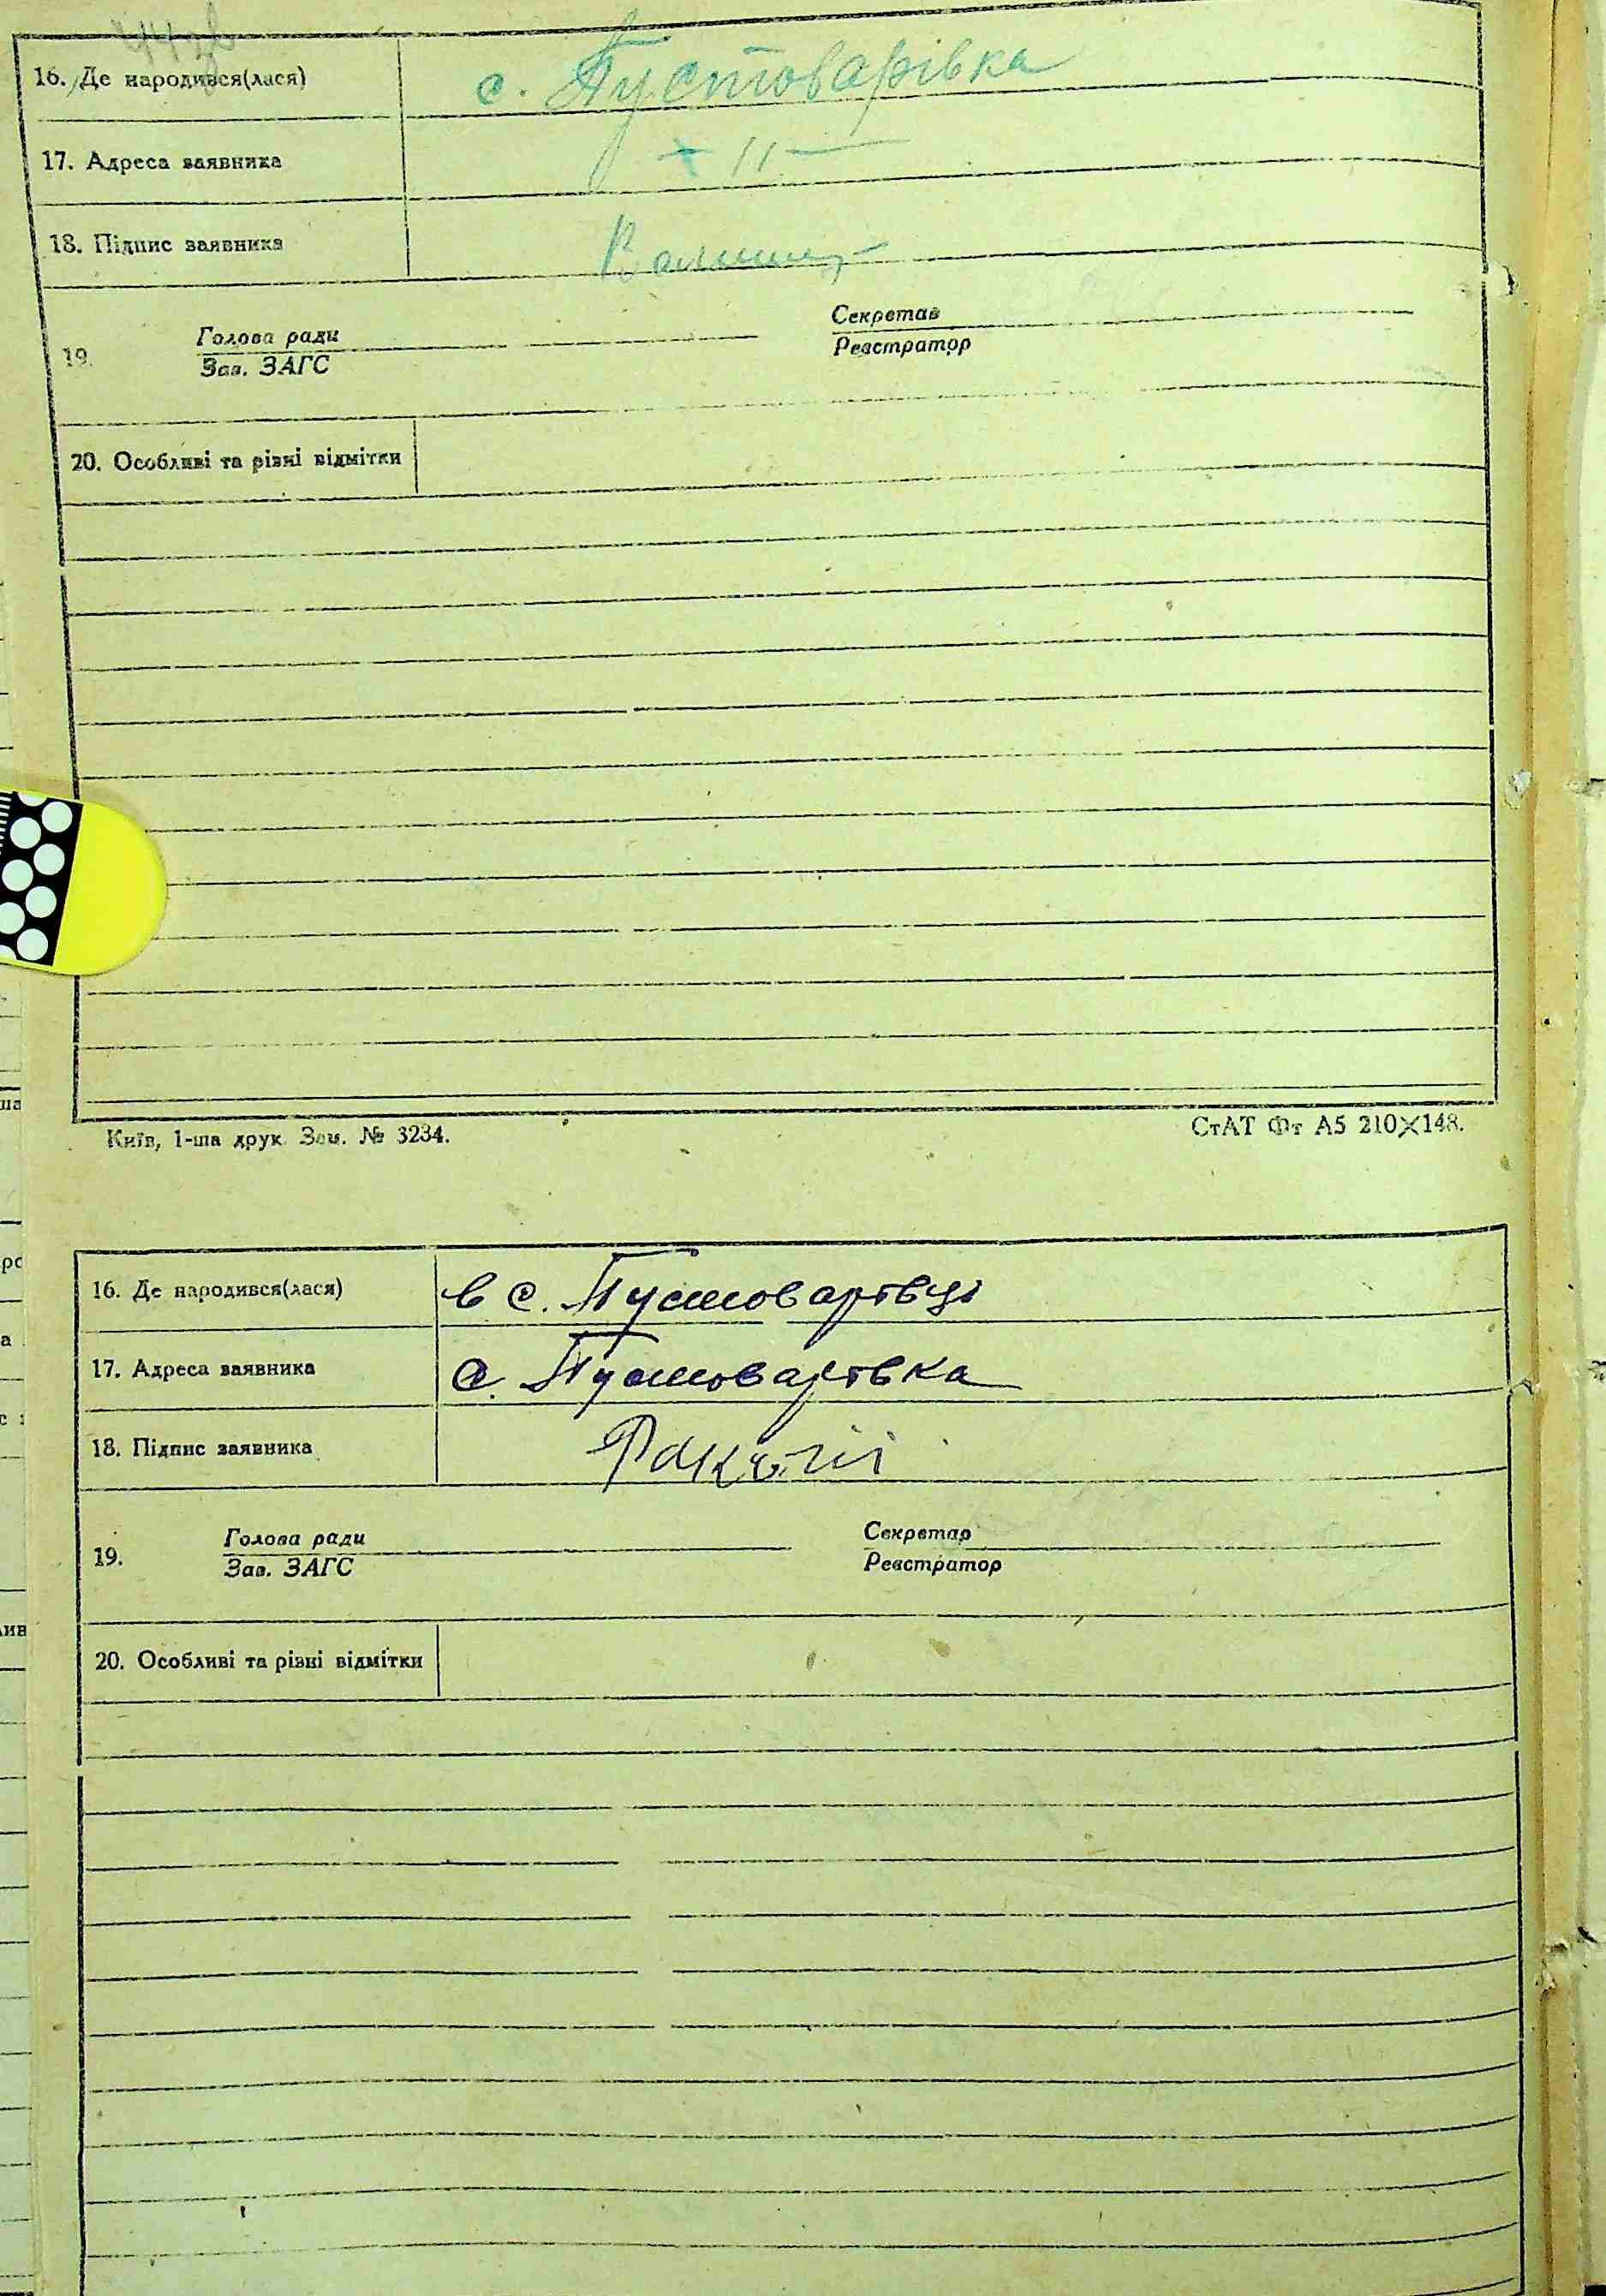 16. Де народився(лася) с. Пустоварівка
17. Адреса заявника — 11 —
18. Підпис заявника
Голова ради Секретар
19. Зав. ЗАГС Реєстратор
20. Особливі та різні відмітки
Київ, 1-ша друк. Зам. № 3234. СтАТ Фт А5 210×148.
16. Де народився(лася) в с. Пустоварівці
17. Адреса заявника с. Пустоварівка
18. Підпис заявника
Голова ради Секретар
19. Зав. ЗАГС Реєстратор
20. Особливі та різні відмітки